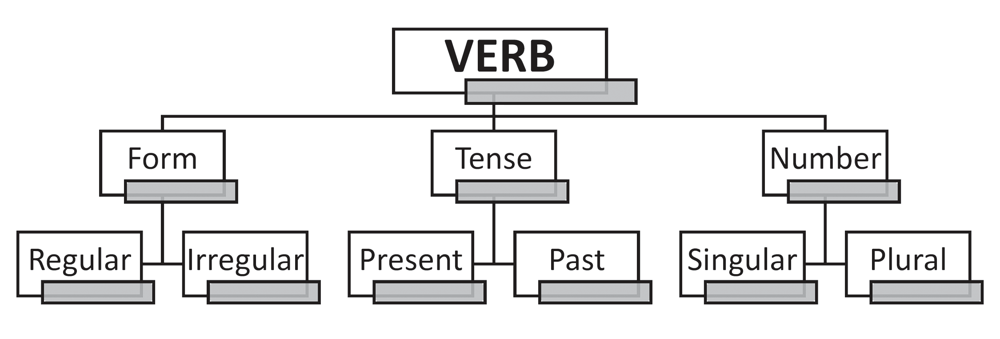 VERB
Form
Tense
Number
Regular
Irregular
Present
Past
Singular
Plural